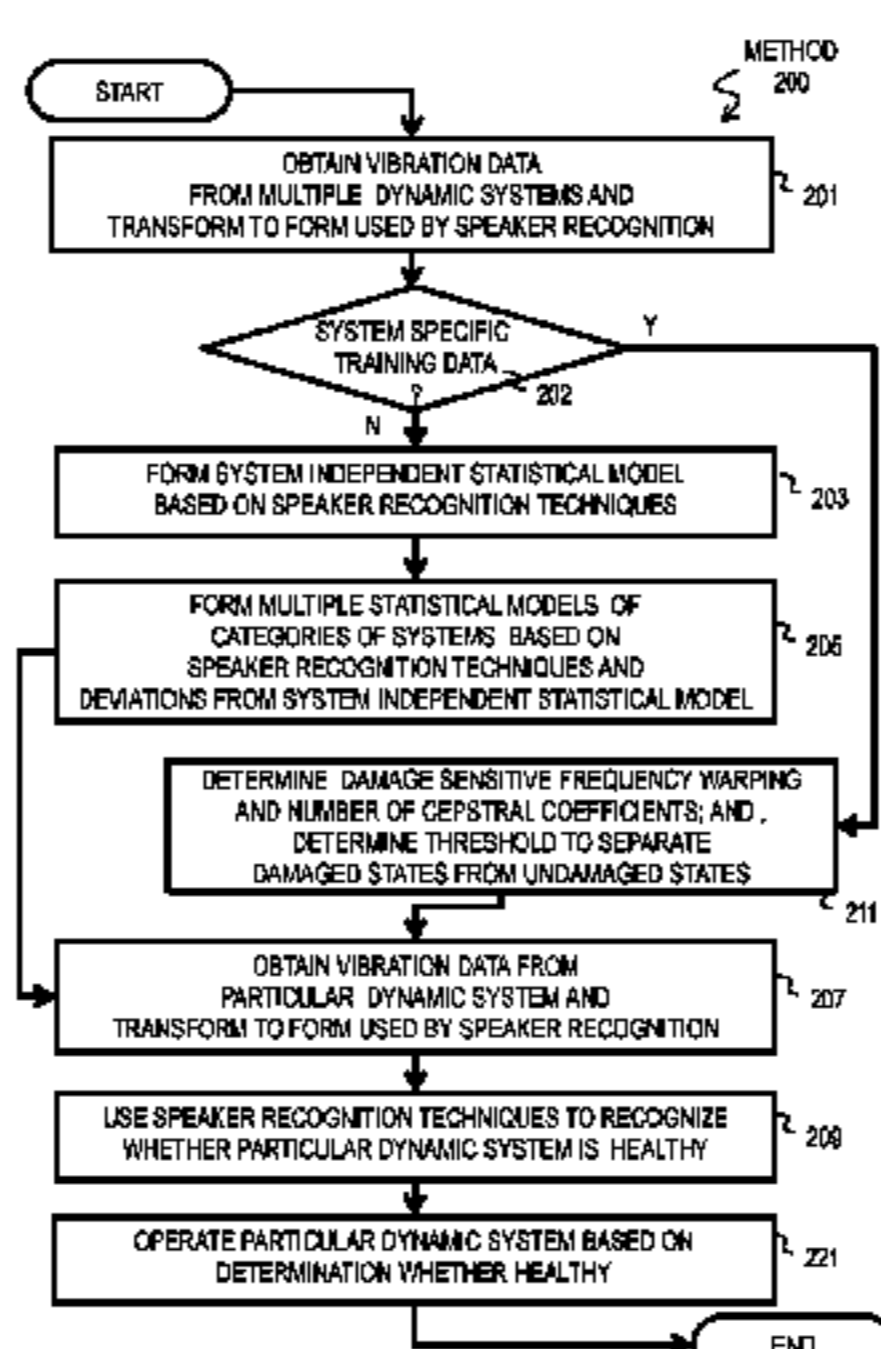 METHOD
200
START
OBTAIN VIBRATION DATA
FROM MULTIPLE DYNAMIC SYSTEMS AND
TRANSFORM TO FORM USED BY SPEAKER RECOGNITION
201
SYSTEM SPECIFIC
TRAINING DATA
?
202
Y
N
FORM SYSTEM INDEPENDENT STATISTICAL MODEL
BASED ON SPEAKER RECOGNITION TECHNIQUES
203
FORM MULTIPLE STATISTICAL MODELS OF
CATEGORIES OF SYSTEMS BASED ON
SPEAKER RECOGNITION TECHNIQUES AND
DEVIATIONS FROM SYSTEM INDEPENDENT STATISTICAL MODEL
205
DETERMINE DAMAGE SENSITIVE FREQUENCY WARPING
AND NUMBER OF CEPSTRAL COEFFICIENTS; AND ,
DETERMINE THRESHOLD TO SEPARATE
DAMAGED STATES FROM UNDAMAGED STATES
211
OBTAIN VIBRATION DATA FROM
PARTICULAR DYNAMIC SYSTEM AND
TRANSFORM TO FORM USED BY SPEAKER RECOGNITION
207
USE SPEAKER RECOGNITION TECHNIQUES TO RECOGNIZE
WHETHER PARTICULAR DYNAMIC SYSTEM IS HEALTHY
209
OPERATE PARTICULAR DYNAMIC SYSTEM BASED ON
DETERMINATION WHETHER HEALTHY
221
END